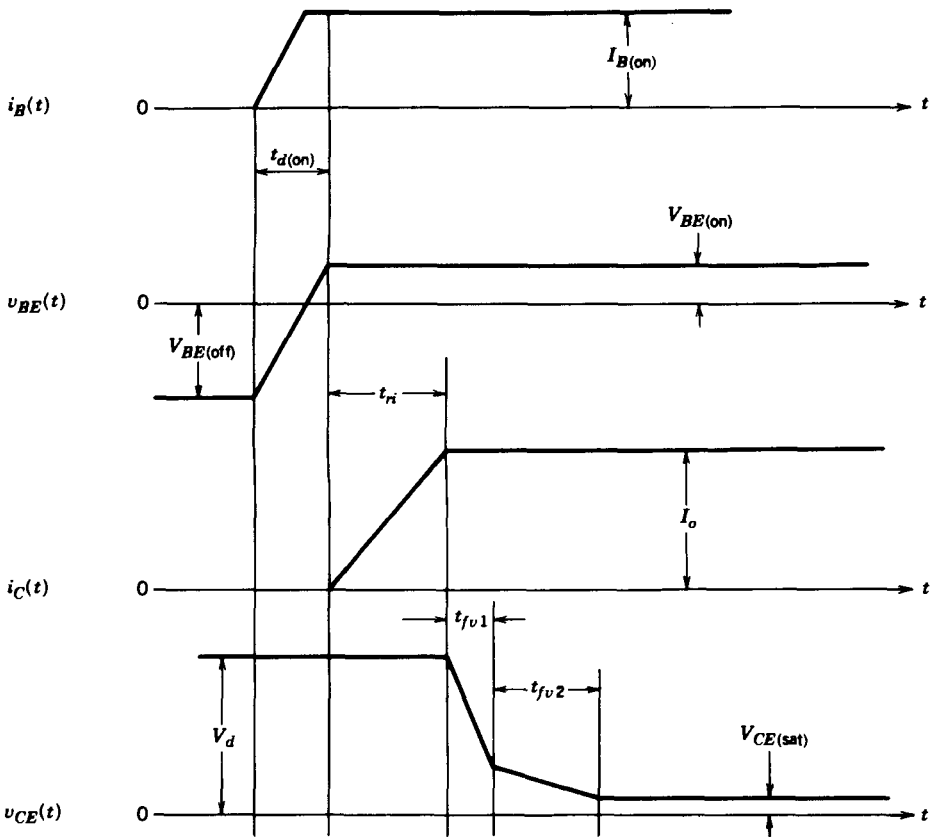 i_B(t)
0
I_B(on)
t
t_d(on)
V_BE(on)
v_BE(t)
0
t
V_BE(off)
t_ri
I_o
i_C(t)
0
t
t_fv1
t_fv2
V_d
V_CE(sat)
v_CE(t)
0
t